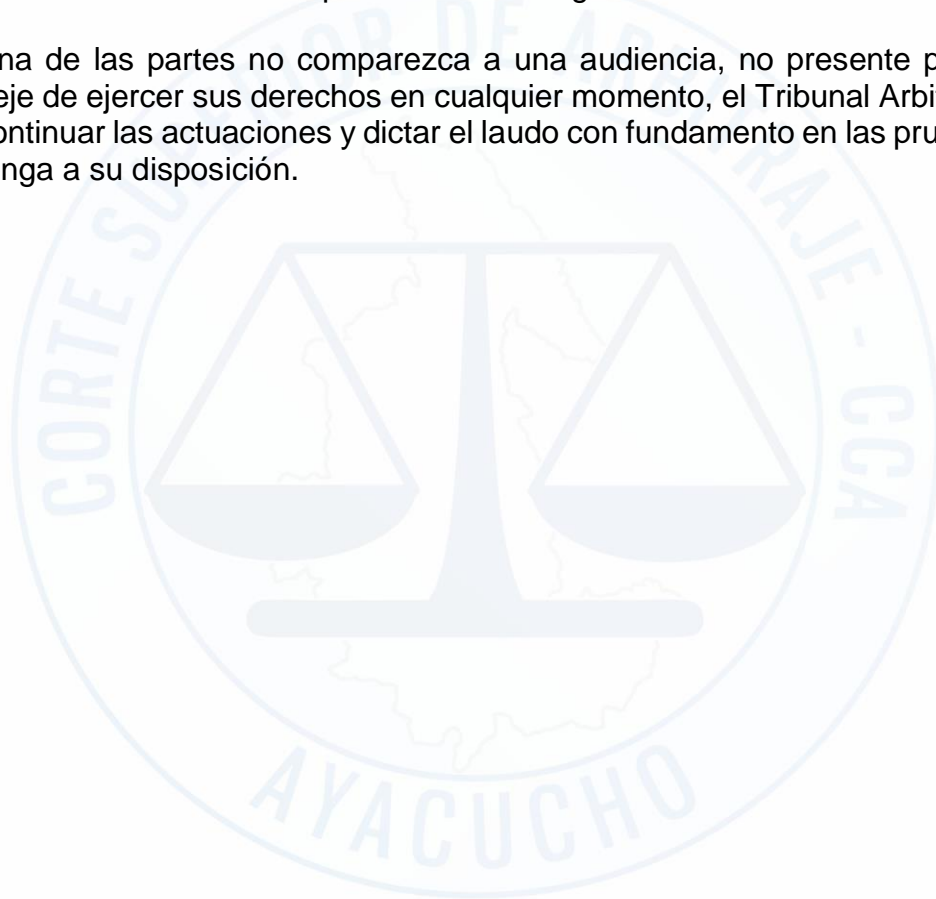 na de las partes no comparezca a una audiencia, no presente p
eje de ejercer sus derechos en cualquier momento, el Tribunal Arbi
ontinuar las actuaciones y dictar el laudo con fundamento en las pru
nga a su disposición.
CORTE SUPERIOR DE ARBITRAJE - CCA
AYACUCHO